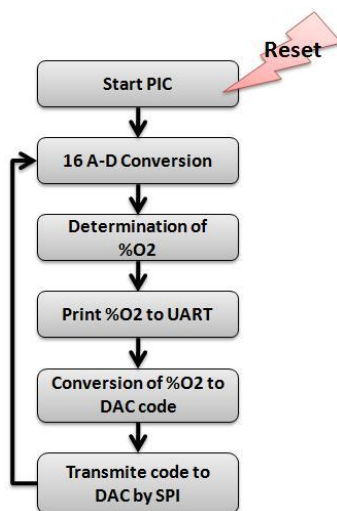 Reset
Start PIC
16 A-D Conversion
Determination of
%O2
Print %O2 to UART
Conversion of %O2 to
DAC code
Transmite code to
DAC by SPI